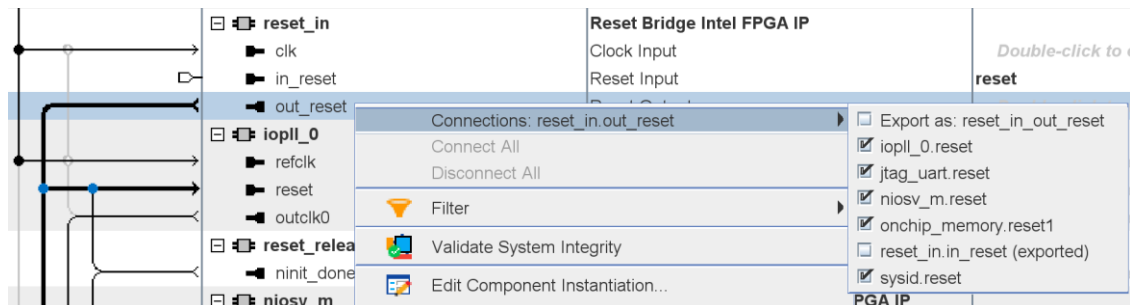 reset_in Reset Bridge Intel FPGA IP
clk Clock Input Double-click to
in_reset Reset Input reset
out_reset
Connections: reset_in.out_reset Export as: reset_in_out_reset
iopll_0 Connect All iopll_0.reset
refclk Disconnect All jtag_uart.reset
reset Filter niosv_m.reset
outclk0 onchip_memory.reset1
reset_relea Validate System Integrity reset_in.in_reset (exported)
ninit_done Edit Component Instantiation... sysid.reset
niosv_m PGA IP